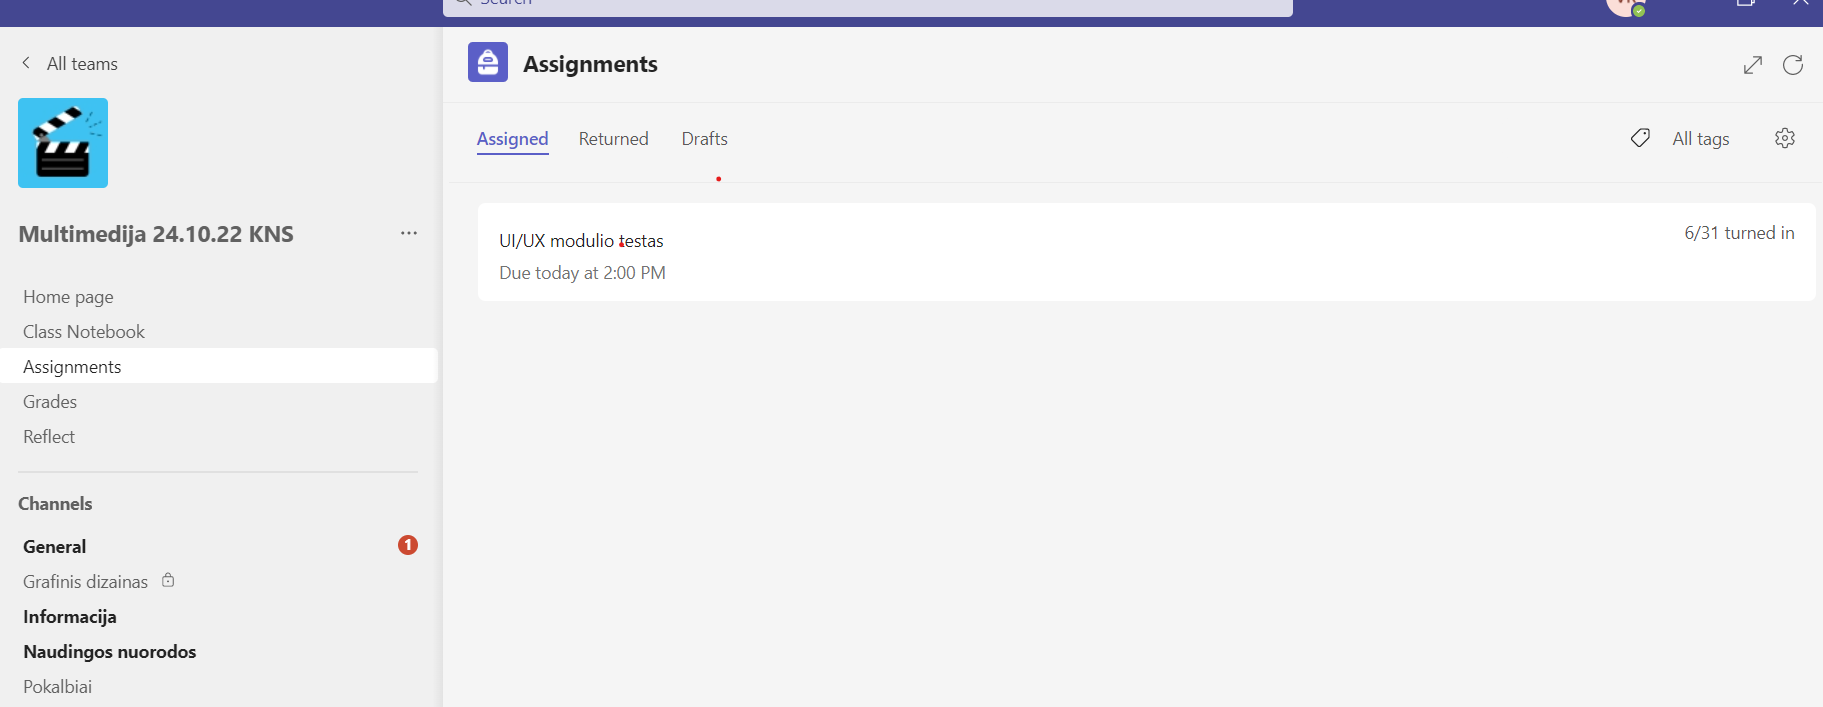 Search
All teams
Multimedija 24.10.22 KNS
Home page
Class Notebook
Assignments
Grades
Reflect
Channels
General
1
Grafinis dizainas
Informacija
Naudingos nuorodos
Pokalbiai
Assignments
Assigned Returned Drafts
All tags
UI/UX modulio testas
6/31 turned in
Due today at 2:00 PM